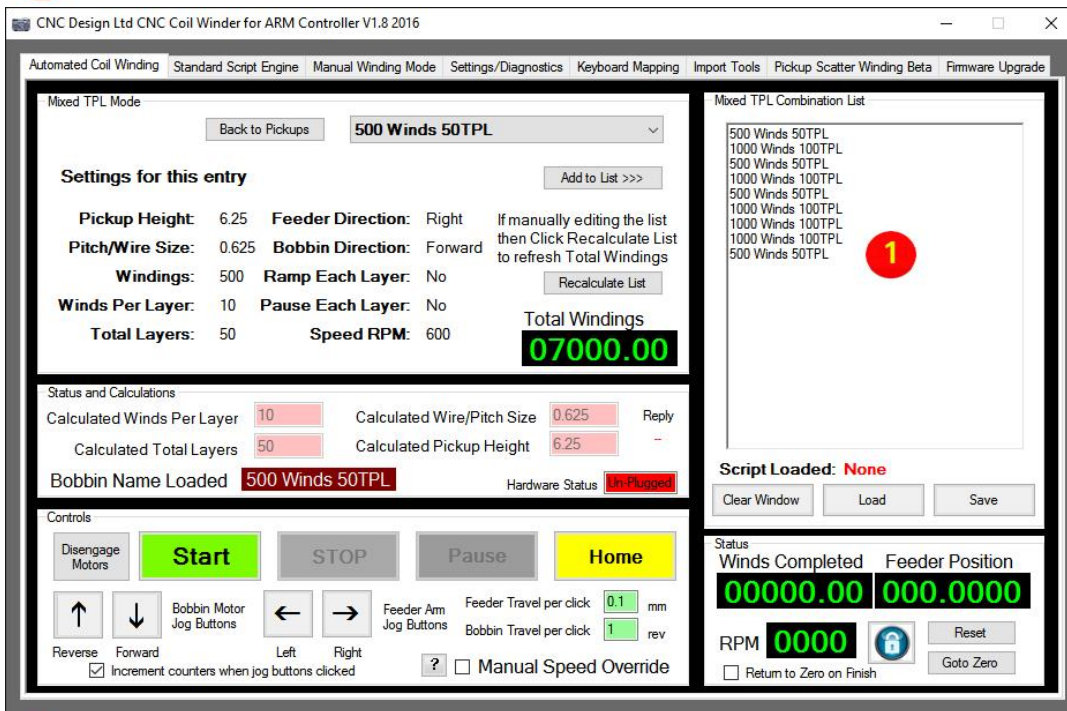 CNC Design Ltd CNC Coil Winder for ARM Controller V1.8 2016
Automated Coil Winding Standard Script Engine Manual Winding Mode Settings/Diagnostics Keyboard Mapping Import Tools Pickup Scatter Winding Beta Firmware Upgrade
Mixed TPL Mode
Back to Pickups 500 Winds 50TPL
Settings for this entry Add to List >>>
Pickup Height: 6.25 Feeder Direction: Right
Pitch/Wire Size: 0.625 Bobbin Direction: Forward
Windings: 500 Ramp Each Layer: No
Winds Per Layer: 10 Pause Each Layer: No
Total Layers: 50 Speed RPM: 600
If manually editing the list
then Click Recalculate List
to refresh Total Windings
Recalculate List
Total Windings
07000.00
Status and Calculations
Calculated Winds Per Layer 10 Calculated Wire/Pitch Size 0.625 Reply
Calculated Total Layers 50 Calculated Pickup Height 6.25 --
Bobbin Name Loaded 500 Winds 50TPL Hardware Status Un-Plugged
Controls
Disengage
Motors
Start STOP Pause Home
Bobbin Motor
Jog Buttons
Reverse Forward
Feeder Arm
Jog Buttons
Left Right
Feeder Travel per click 0.1 mm
Bobbin Travel per click 1 rev
Increment counters when jog buttons clicked ? Manual Speed Override
Mixed TPL Combination List
500 Winds 50TPL
1000 Winds 100TPL
500 Winds 50TPL
1000 Winds 100TPL
500 Winds 50TPL
1000 Winds 100TPL
1000 Winds 100TPL
1000 Winds 100TPL
500 Winds 50TPL
1
Script Loaded: None
Clear Window Load Save
Status
Winds Completed Feeder Position
00000.00 000.0000
RPM 0000 Reset
Goto Zero
Return to Zero on Finish